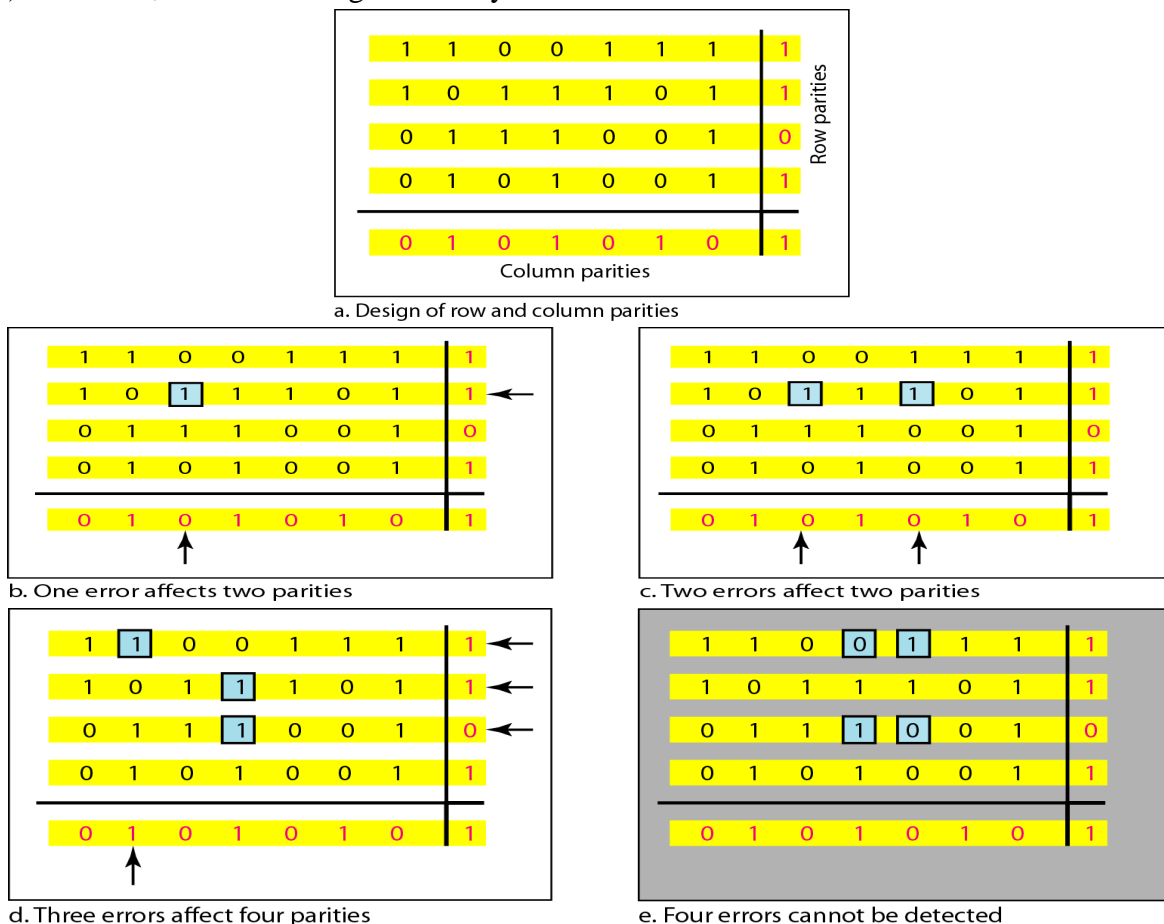 1 1 0 0 1 1 1 1
1 0 1 1 1 0 1 1
0 1 1 1 0 0 1 0
0 1 0 1 0 0 1 1
0 1 0 1 0 1 0 1
Row parities
Column parities
a. Design of row and column parities
1 1 0 0 1 1 1 1
1 0 1 1 1 0 1 1
0 1 1 1 0 0 1 0
0 1 0 1 0 0 1 1
0 1 0 1 0 1 0 1
b. One error affects two parities
1 1 0 0 1 1 1 1
1 0 1 1 1 0 1 1
0 1 1 1 0 0 1 0
0 1 0 1 0 0 1 1
0 1 0 1 0 1 0 1
c. Two errors affect two parities
1 1 0 0 1 1 1 1
1 0 1 1 1 0 1 1
0 1 1 1 0 0 1 0
0 1 0 1 0 0 1 1
0 1 0 1 0 1 0 1
d. Three errors affect four parities
1 1 0 0 1 1 1 1
1 0 1 1 1 0 1 1
0 1 1 1 0 0 1 0
0 1 0 1 0 0 1 1
0 1 0 1 0 1 0 1
e. Four errors cannot be detected